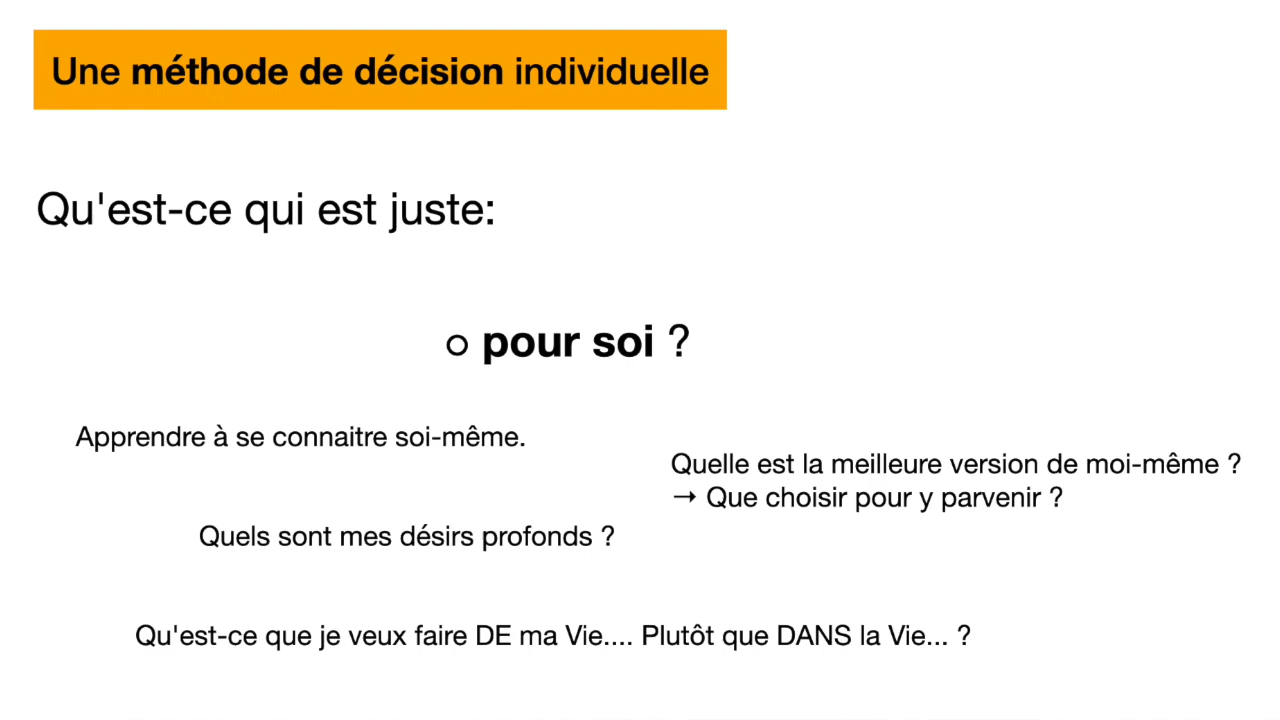 Une méthode de décision individuelle
Qu'est-ce qui est juste:
○ pour soi ?
Apprendre à se connaitre soi-même.
Quelle est la meilleure version de moi-même ?
→ Que choisir pour y parvenir ?
Quels sont mes désirs profonds ?
Qu'est-ce que je veux faire DE ma Vie.... Plutôt que DANS la Vie... ?